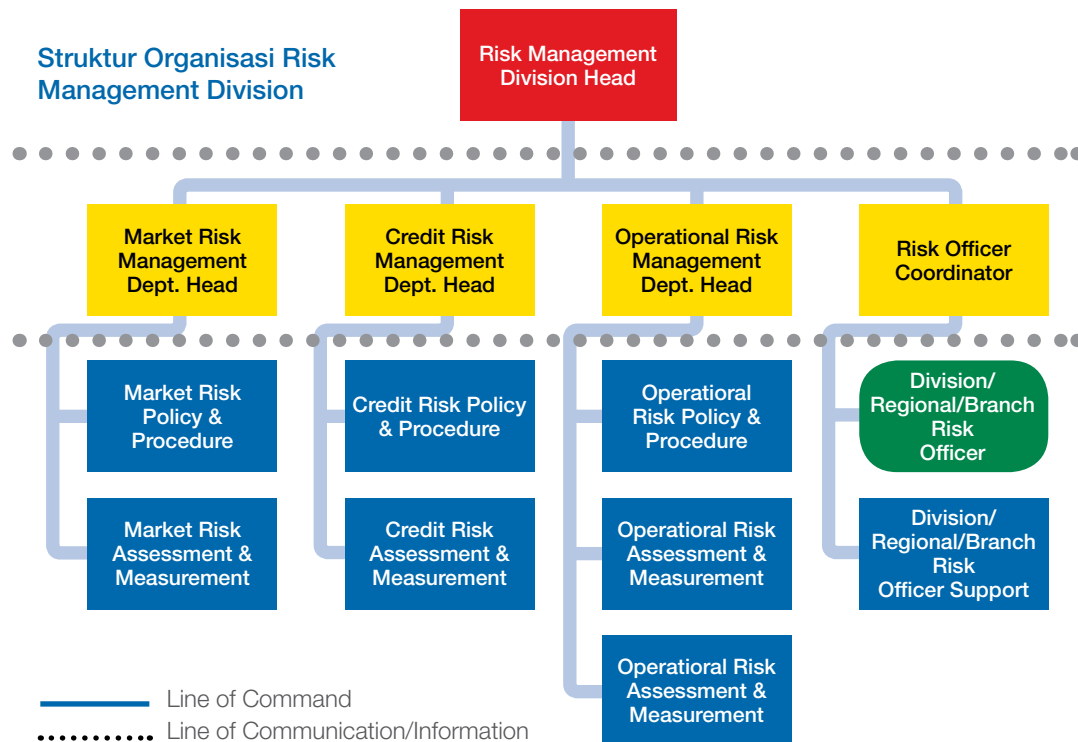 Struktur Organisasi Risk
Management Division
Risk Management
Division Head
Market Risk
Management
Dept. Head
Credit Risk
Management
Dept. Head
Operational Risk
Management
Dept. Head
Risk Officer
Coordinator
Market Risk
Policy &
Procedure
Credit Risk Policy
& Procedure
Operatioral
Risk Policy &
Procedure
Division/
Regional/Branch
Risk
Officer
Market Risk
Assessment &
Measurement
Credit Risk
Assessment &
Measurement
Operatioral Risk
Assessment &
Measurement
Division/
Regional/Branch
Risk
Officer Support
Operatioral Risk
Assessment &
Measurement
Line of Command
Line of Communication/Information